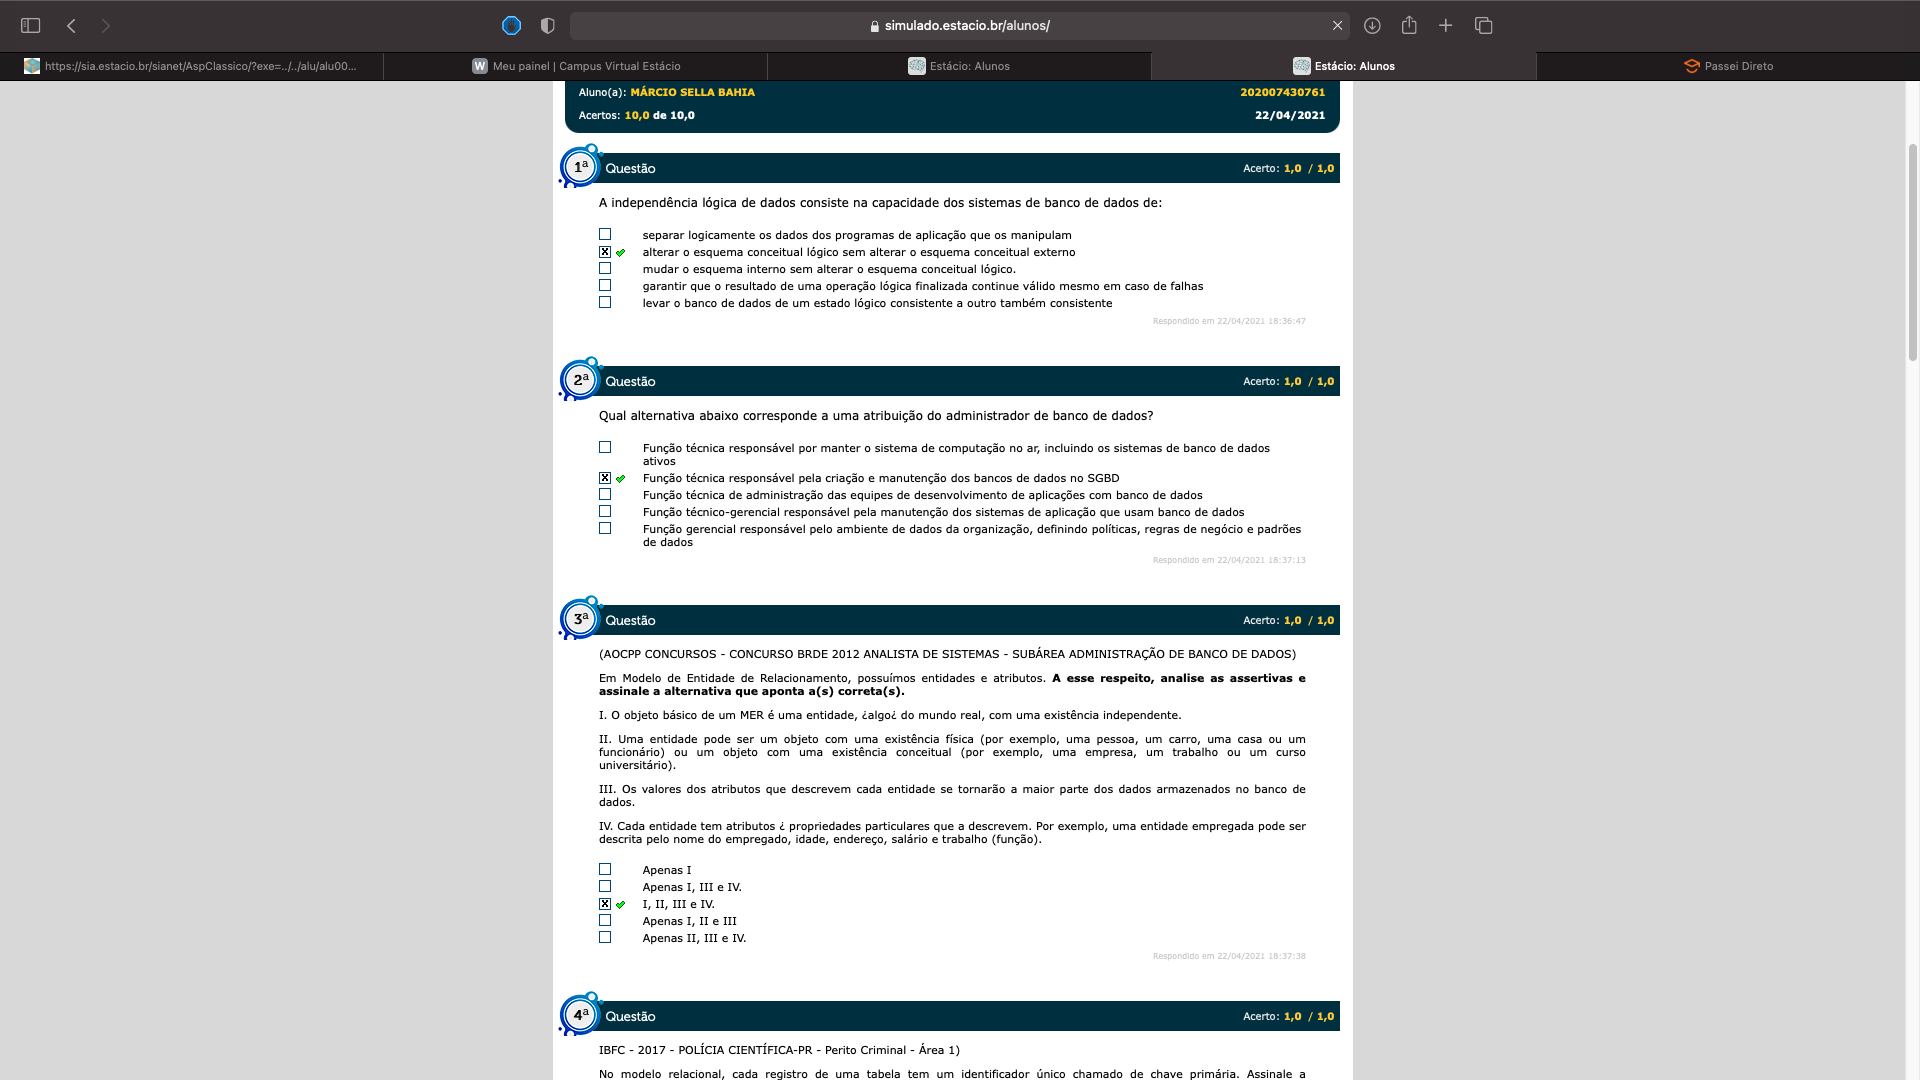 simulado.estacio.br/alunos/
https://sia.estacio.br/sianet/AspClassico/?exe=../../alu/alu00...
Meu painel | Campus Virtual Estácio
Estácio: Alunos
Estácio: Alunos
Passei Direto
Aluno(a): MÁRCIO SELLA BAHIA 202007430761
Acertos: 10,0 de 10,0 22/04/2021
1ª Questão Acerto: 1,0 / 1,0
A independência lógica de dados consiste na capacidade dos sistemas de banco de dados de:
separar logicamente os dados dos programas de aplicação que os manipulam
X alterar o esquema conceitual lógico sem alterar o esquema conceitual externo
mudar o esquema interno sem alterar o esquema conceitual lógico.
garantir que o resultado de uma operação lógica finalizada continue válido mesmo em caso de falhas
levar o banco de dados de um estado lógico consistente a outro também consistente
Respondido em 22/04/2021 18:36:47
2ª Questão Acerto: 1,0 / 1,0
Qual alternativa abaixo corresponde a uma atribuição do administrador de banco de dados?
Função técnica responsável por manter o sistema de computação no ar, incluindo os sistemas de banco de dados
ativos
X Função técnica responsável pela criação e manutenção dos bancos de dados no SGBD
Função técnica de administração das equipes de desenvolvimento de aplicações com banco de dados
Função técnico-gerencial responsável pela manutenção dos sistemas de aplicação que usam banco de dados
Função gerencial responsável pelo ambiente de dados da organização, definindo políticas, regras de negócio e padrões
de dados
Respondido em 22/04/2021 18:37:13
3ª Questão Acerto: 1,0 / 1,0
(AOCPP CONCURSOS - CONCURSO BRDE 2012 ANALISTA DE SISTEMAS - SUBÁREA ADMINISTRAÇÃO DE BANCO DE DADOS)
Em Modelo de Entidade de Relacionamento, possuímos entidades e atributos. A esse respeito, analise as assertivas e
assinale a alternativa que aponta a(s) correta(s).
I. O objeto básico de um MER é uma entidade, ¿algo¿ do mundo real, com uma existência independente.
II. Uma entidade pode ser um objeto com uma existência física (por exemplo, uma pessoa, um carro, uma casa ou um
funcionário) ou um objeto com uma existência conceitual (por exemplo, uma empresa, um trabalho ou um curso
universitário).
III. Os valores dos atributos que descrevem cada entidade se tornarão a maior parte dos dados armazenados no banco de
dados.
IV. Cada entidade tem atributos ¿ propriedades particulares que a descrevem. Por exemplo, uma entidade empregada pode ser
descrita pelo nome do empregado, idade, endereço, salário e trabalho (função).
Apenas I
Apenas I, III e IV.
X I, II, III e IV.
Apenas I, II e III
Apenas II, III e IV.
Respondido em 22/04/2021 18:37:38
4ª Questão Acerto: 1,0 / 1,0
IBFC - 2017 - POLÍCIA CIENTÍFICA-PR - Perito Criminal - Área 1)
No modelo relacional, cada registro de uma tabela tem um identificador único chamado de chave primária. Assinale a